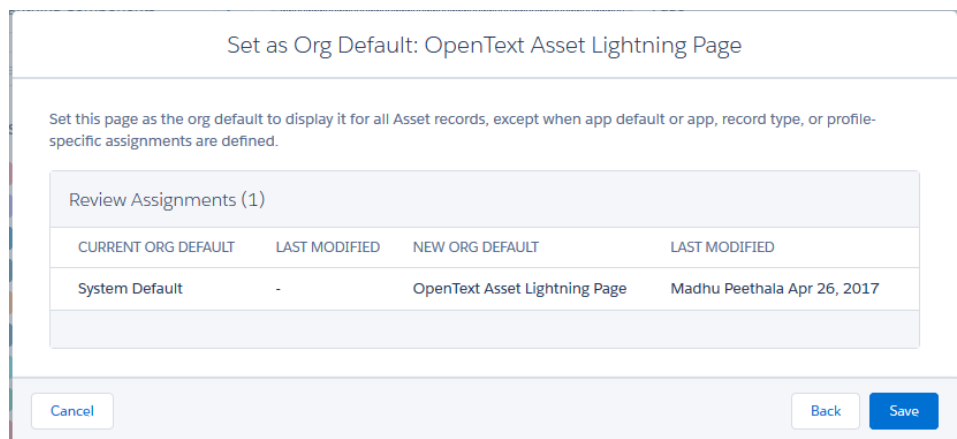 Set as Org Default: OpenText Asset Lightning Page
Set this page as the org default to display it for all Asset records, except when app default or app, record type, or profile-
specific assignments are defined.
Review Assignments (1)
CURRENT ORG DEFAULT LAST MODIFIED NEW ORG DEFAULT LAST MODIFIED
System Default - OpenText Asset Lightning Page Madhu Peethala Apr 26, 2017
Cancel Back Save